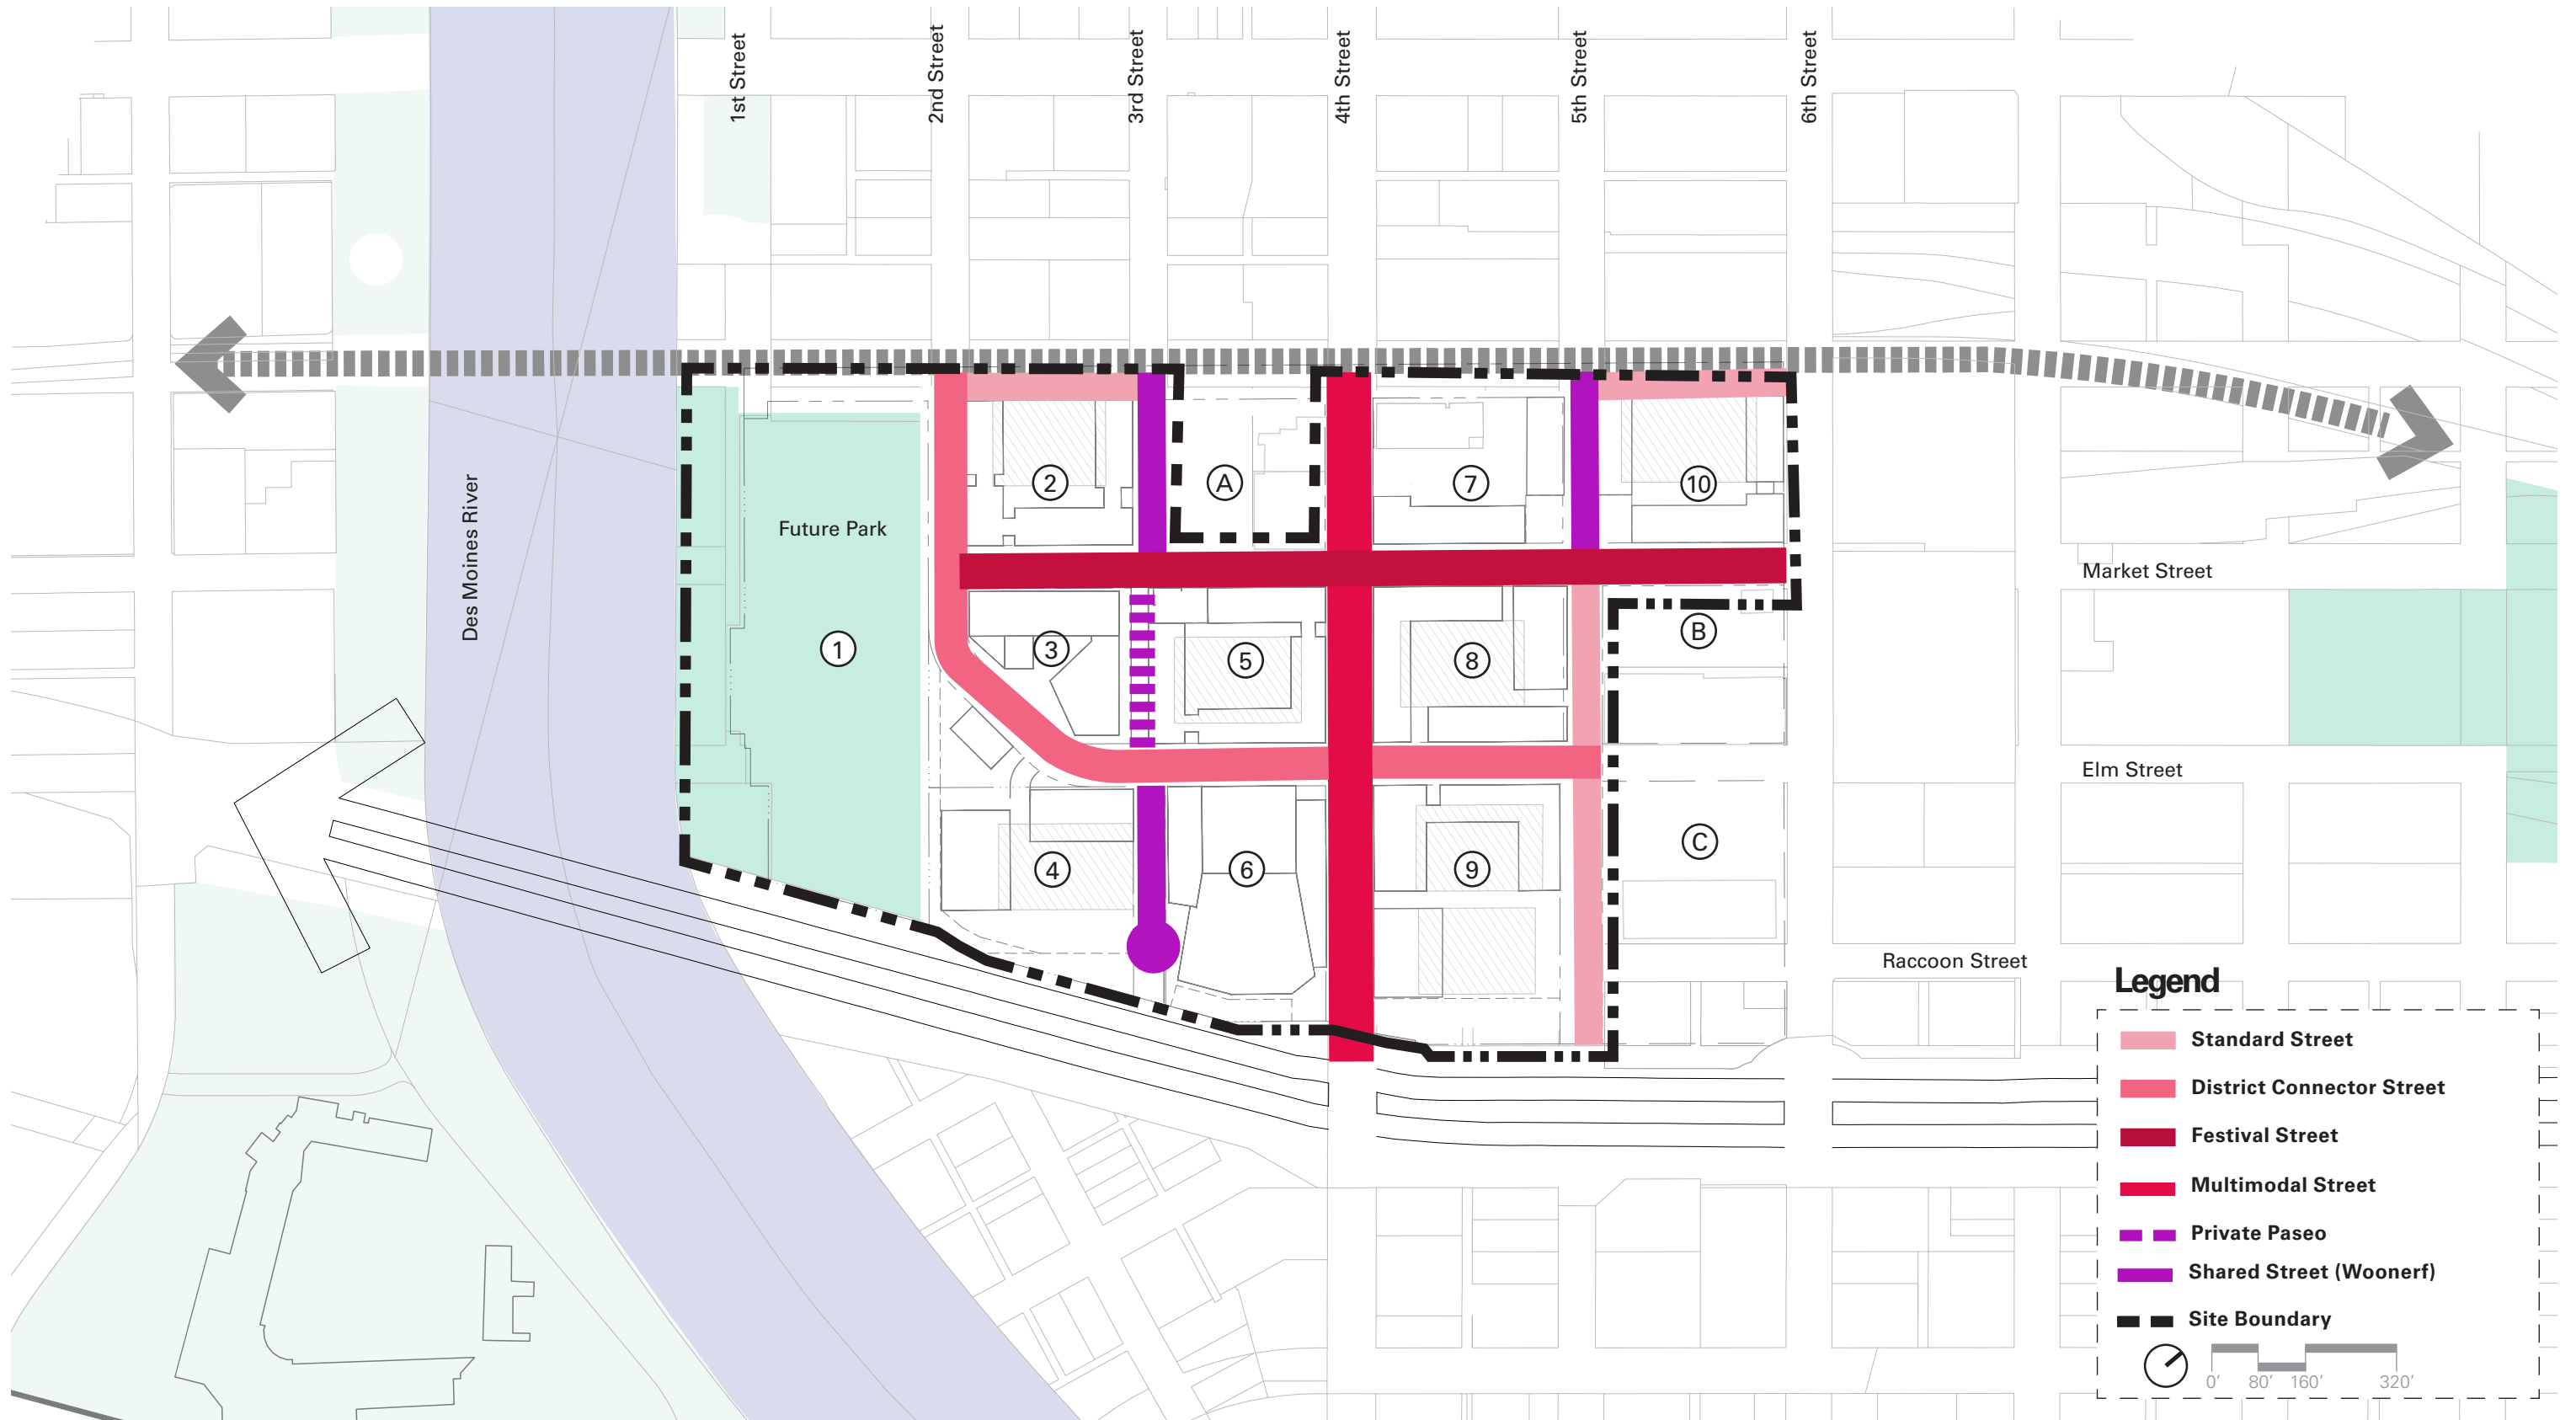 1st Street
2nd Street
3rd Street
4th Street
5th Street
6th Street
2
A
7
10
Future Park
Des Moines River
Market Street
1
3
5
8
B
Elm Street
4
6
9
C
Raccoon Street
Legend
Standard Street
District Connector Street
Festival Street
Multimodal Street
Private Paseo
Shared Street (Woonerf)
Site Boundary
0’ 80’ 160’ 320’